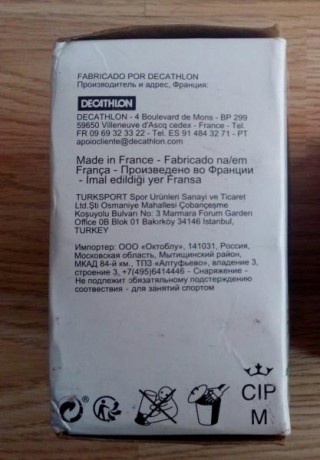 FABRICADO POR DECATHLON
Производитель и адрес, Франция:
DECATHLON
DECATHLON - 4 Boulevard de Mons - BP 299
59650 Villeneuve d'Asq cedex - France - Tel.
FR 09 69 32 33 22 - Tel. ES 91 484 32 71 - PT
apoiocliente@decathlon.com
Made in France - Fabricado na/em
França - Произведено во Франции
- Imal edildiği yer Fransa
TURKSPORT Spor Ürünleri Sanayi ve Ticaret
Ltd.Şti Osmaniye Mahallesi Çobançeşme
Koşuyolu Bulvarı No: 3 Marmara Forum Garden
Office 0B Blok 01 Bakırköy 34146 Istanbul,
TURKEY
Импортер: ООО «Октоблу», 141031, Россия,
Московская область, Мытищинский район,
МКАД 84-й км., ТПЗ «Алтуфьево», владение 3,
строение 3, +7(495)6414446 - Снаряжение -
Не подлежит обязательному подстверждению
соотвествия - для занятий спортом
CIP
M